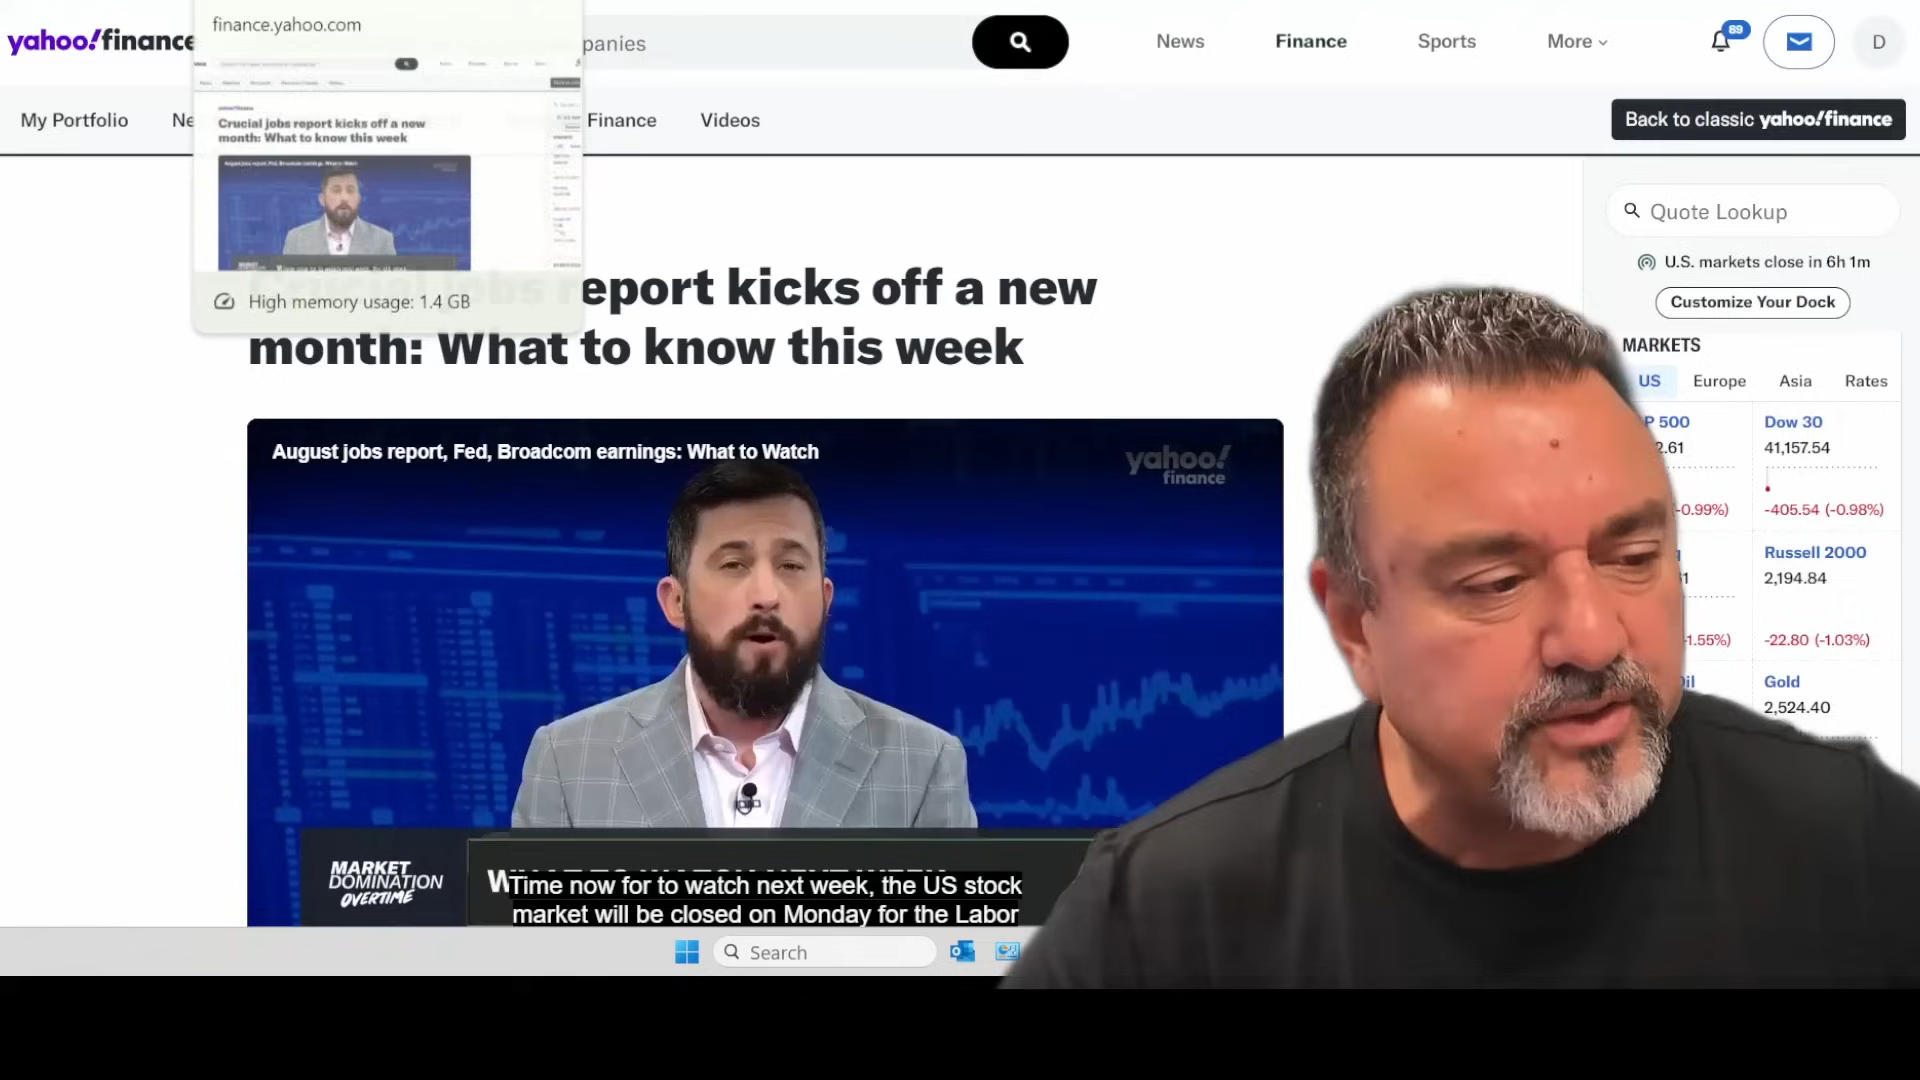 finance.yahoo.com
yahoo!finance
panies
News
Finance
Sports
More
89
D
My Portfolio
Ne
Finance
Videos
Back to classic yahoo!finance
Crucial jobs report kicks off a new
month: What to know this week
High memory usage: 1.4 GB
eport kicks off a new
month: What to know this week
Quote Lookup
U.S. markets close in 6h 1m
Customize Your Dock
MARKETS
US
Europe
Asia
Rates
P 500
Dow 30
2.61
41,157.54
-0.99%)
-405.54 (-0.98%)
Russell 2000
2,194.84
1.55%)
-22.80 (-1.03%)
Oil
Gold
2,524.40
August jobs report, Fed, Broadcom earnings: What to Watch
yahoo!
finance
MARKET
DOMINATION
OVERTIME
Time now for to watch next week, the US stock
market will be closed on Monday for the Labor
Search